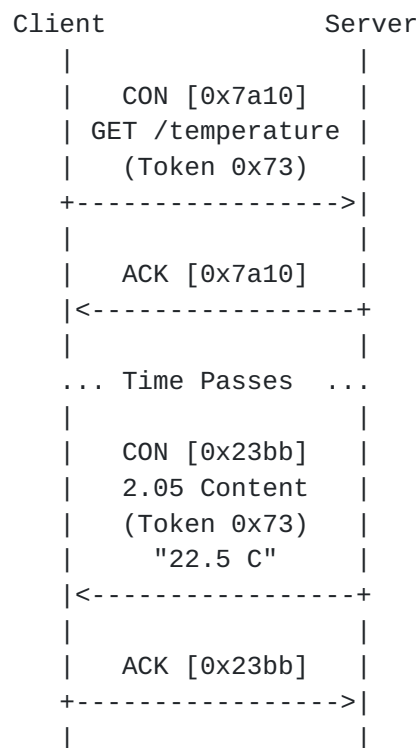 Client Server
CON [0x7a10]
GET /temperature
(Token 0x73)
ACK [0x7a10]
... Time Passes ...
CON [0x23bb]
2.05 Content
(Token 0x73)
"22.5 C"
ACK [0x23bb]